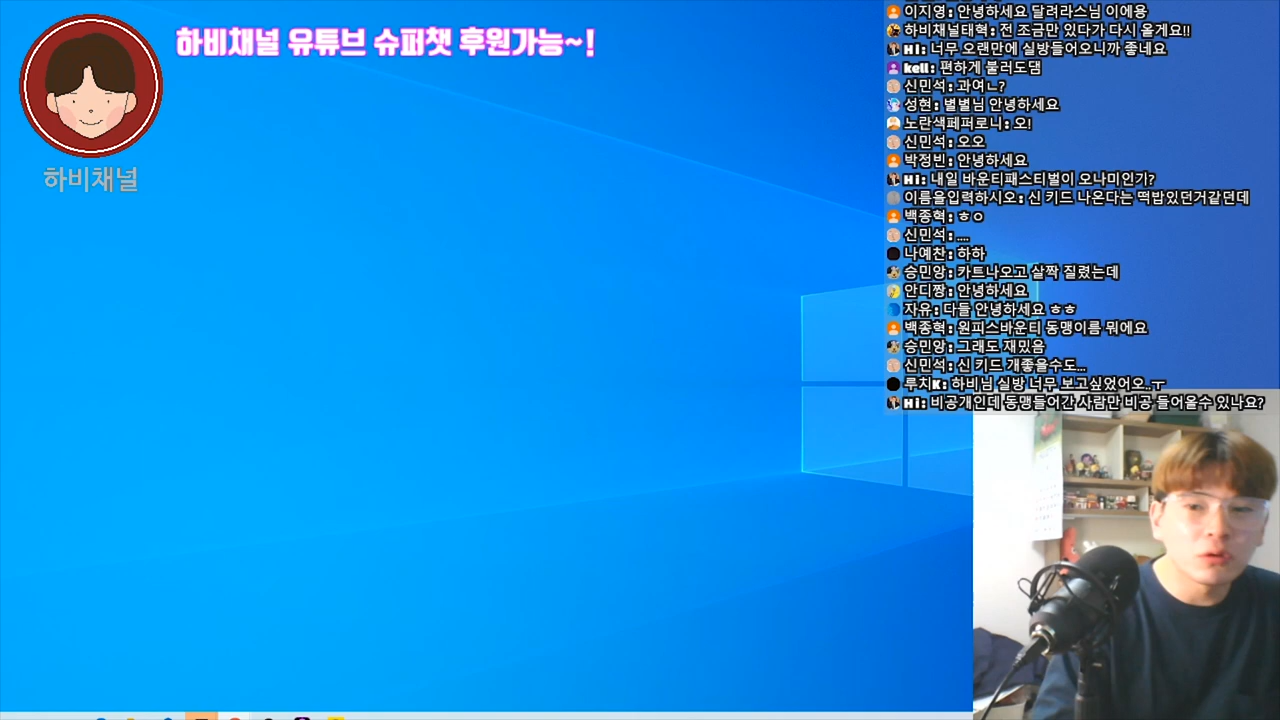 하비채널 유튜브 슈퍼챗 후원가능~!
하비채널
이지영: 안녕하세요 달려라스님 이에용
하비채널태혁: 전 조금만 있다가 다시 올게요!!
Hi: 너무 오랜만에 실방들어오니까 좋네요
kell: 편하게 불러도댐
신민석: 과여ㄴ?
성현: 별별님 안녕하세요
노란색페퍼로니: 오!
신민석: 오오
박정빈: 안녕하세요
Hi: 내일 바운티패스티벌이 오나미인기?
이름을입력하시오: 신 키드 나온다는 떡밥있던거같던데
백종혁: ㅎㅇ
신민석: ....
나예찬: 하하
승민앙: 카트나오고 살짝 질렸는데
안디짱: 안녕하세요
자유: 다들 안녕하세요 ㅎㅎ
백종혁: 원피스바운티 동맹이름 뭐에요
승민앙: 그래도 재밌음
신민석: 신 키드 개좋을수도...
루치K: 하비님 실방 너무 보고싶었어오..ㅜ
Hi: 비공개인데 동맹들어간 사람만 비공 들어올수 있나요?